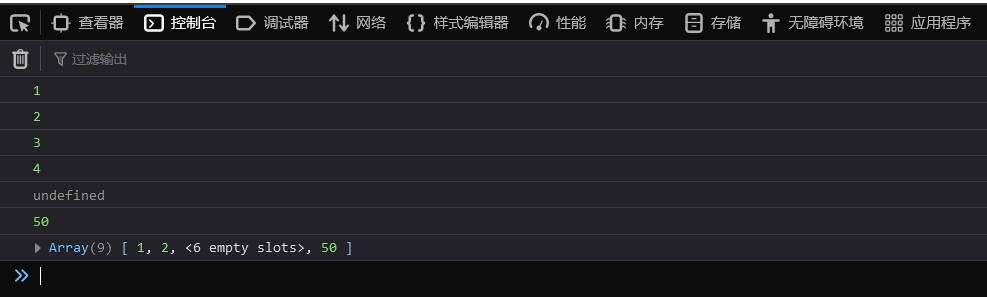 查看器 控制台 调试器 网络 样式编辑器 性能 内存 存储 无障碍环境 应用程序
过滤输出
1
2
3
4
undefined
50
Array(9) [ 1, 2, <6 empty slots>, 50 ]